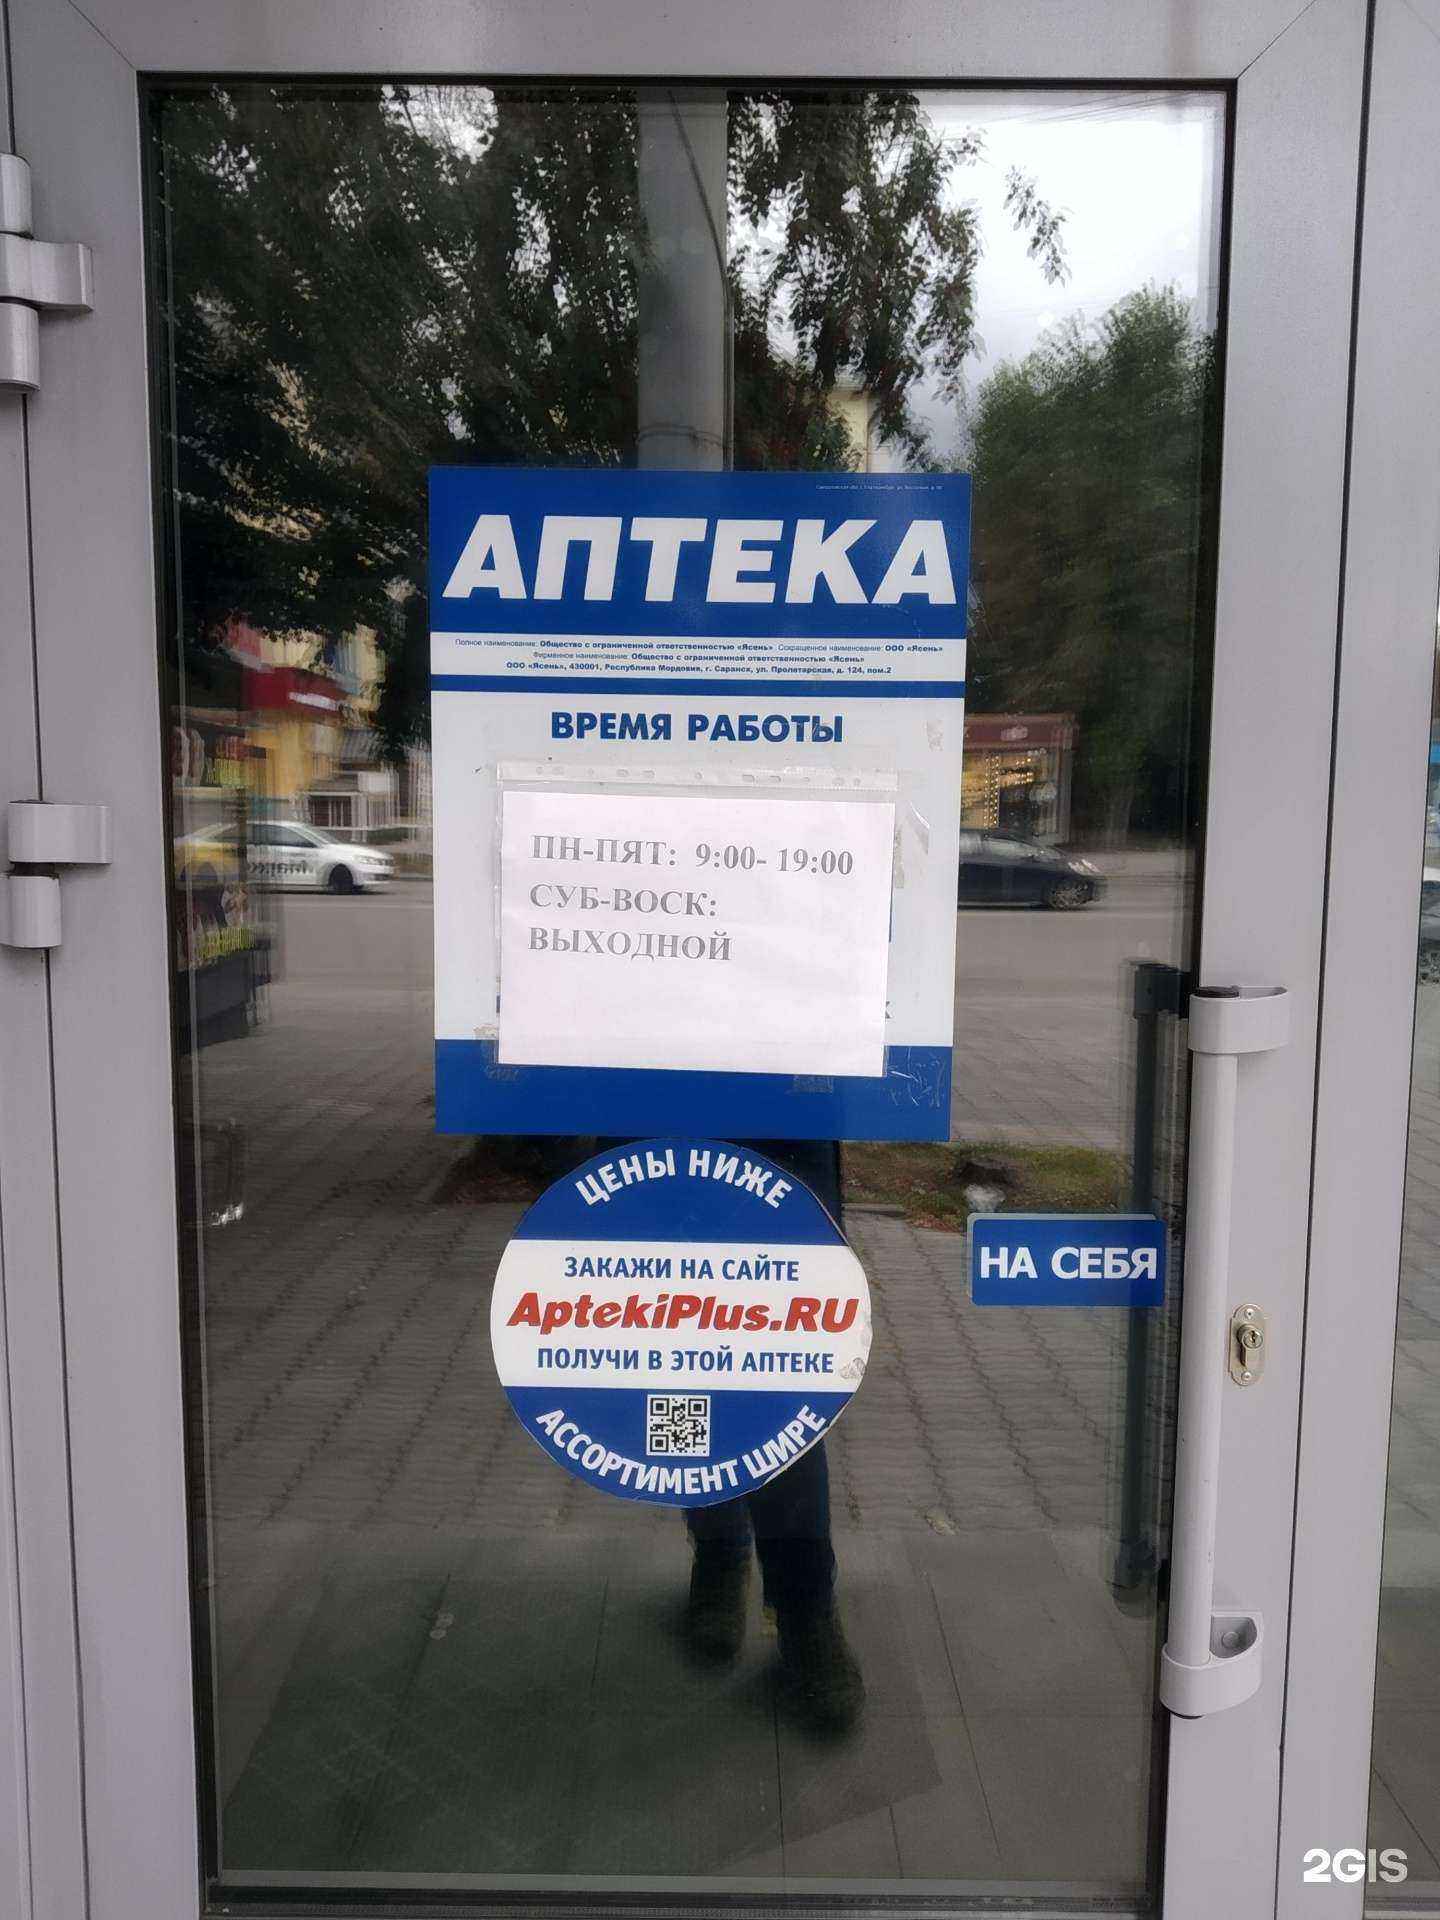 АПТЕКА
Полное наименование: Общество с ограниченной ответственностью «Ясень» Сокращенное наименование: ООО «Ясень»
Фирменное наименование: Общество с ограниченной ответственностью «Ясень»
ООО «Ясень», 430001, Республика Мордовия, г. Саранск, ул. Пролетарская, д. 124, пом.2
ВРЕМЯ РАБОТЫ
ПН-ПЯТ: 9:00- 19:00
СУБ-ВОСК:
ВЫХОДНОЙ
ЦЕНЫ НИЖЕ
ЗАКАЖИ НА САЙТЕ
AptekiPlus.RU
ПОЛУЧИ В ЭТОЙ АПТЕКЕ
АССОРТИМЕНТ ШИРЕ
НА СЕБЯ
2GIS